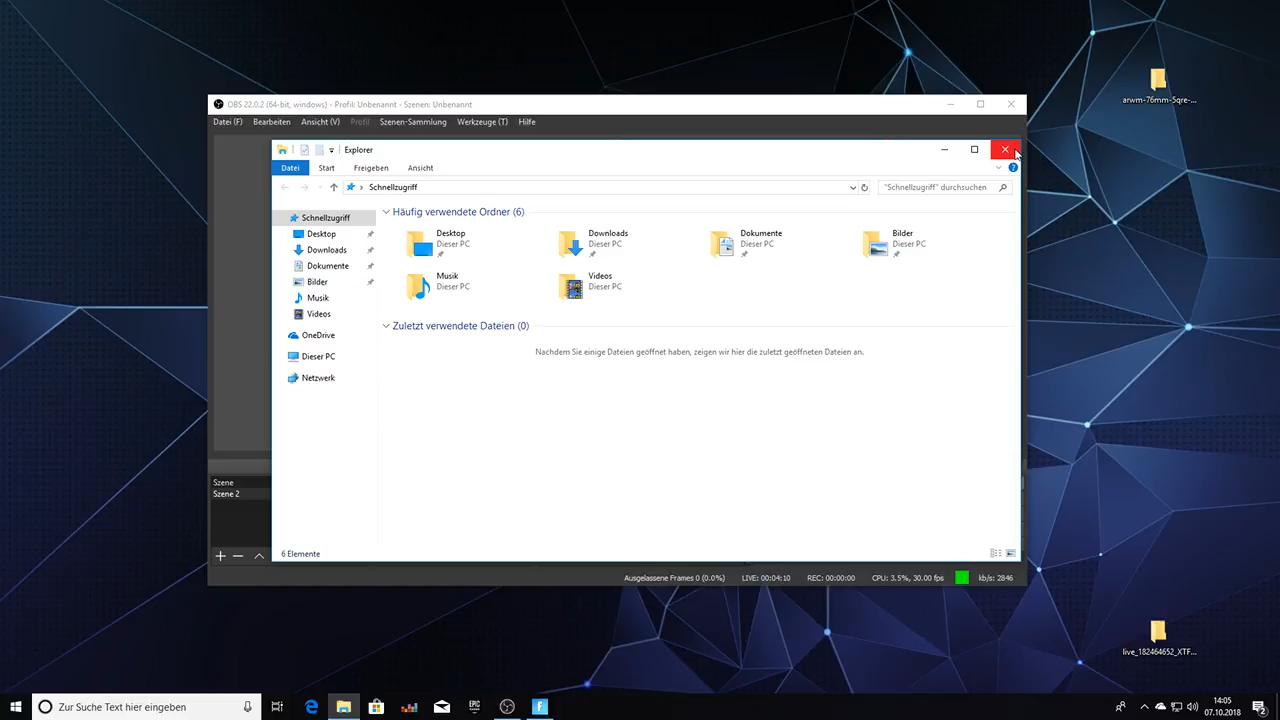 arwm-76mm-5qre-...
OBS 22.0.2 (64-bit, windows) - Profil: Unbenannt - Szenen: Unbenannt
Datei (F) Bearbeiten Ansicht (V) Profil Szenen-Sammlung Werkzeuge (T) Hilfe
Explorer
Datei Start Freigeben Ansicht
Schnellzugriff "Schnellzugriff" durchsuchen
Schnellzugriff
Desktop
Downloads
Dokumente
Bilder
Musik
Videos
OneDrive
Dieser PC
Netzwerk
Häufig verwendete Ordner (6)
Desktop
Dieser PC
Downloads
Dieser PC
Dokumente
Dieser PC
Bilder
Dieser PC
Musik
Dieser PC
Videos
Dieser PC
Zuletzt verwendete Dateien (0)
Nachdem Sie einige Dateien geöffnet haben, zeigen wir hier die zuletzt geöffneten Dateien an.
6 Elemente
Szene
Szene 2
Ausgelassene Frames 0 (0.0%) LIVE: 00:04:10 REC: 00:00:00 CPU: 3.5%, 30.00 fps kb/s: 2846
live_182464652_XTF...
Zur Suche Text hier eingeben
EPIC
14:05
07.10.2018
2